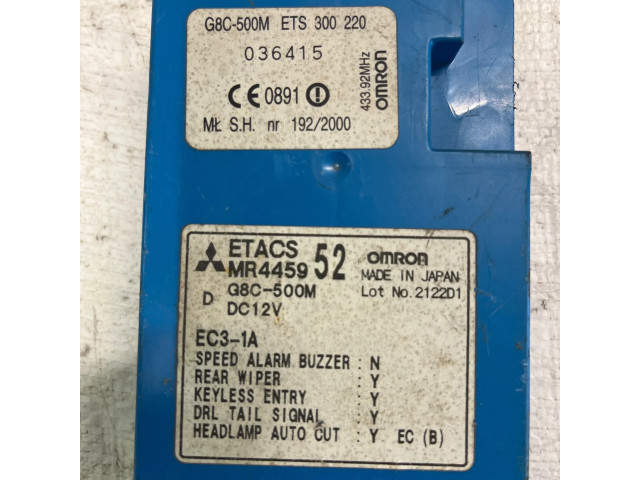 G8C-500M ETS 300 220
036415
CE 0891
MŁ S.H. nr 192/2000
433.92MHz
OMRON
ETACS
MR445952
D G8C-500M
DC12V
OMRON
MADE IN JAPAN
Lot No.2122D1
EC3-1A
SPEED ALARM BUZZER : N
REAR WIPER : Y
KEYLESS ENTRY : Y
DRL TAIL SIGNAL : Y
HEADLAMP AUTO CUT : Y EC (B)